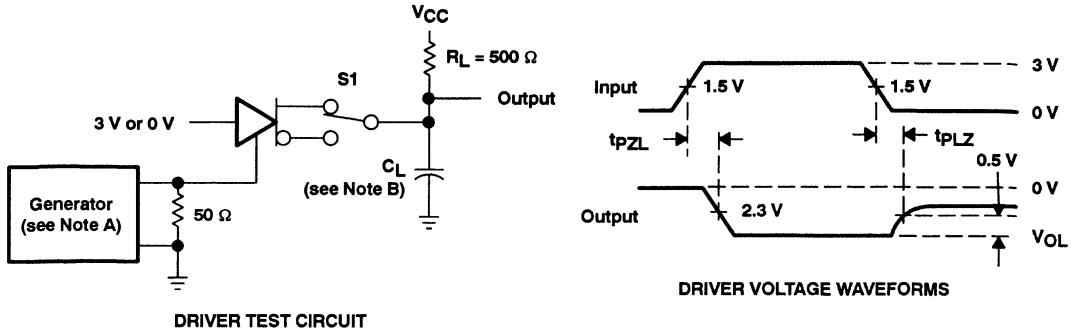 VCC
RL = 500 Ω
S1
Output
3 V or 0 V
CL
(see Note B)
Generator
(see Note A)
50 Ω
DRIVER TEST CIRCUIT
3 V
Input
1.5 V
1.5 V
0 V
tPZL
tPLZ
0.5 V
0 V
Output
2.3 V
VOL
DRIVER VOLTAGE WAVEFORMS